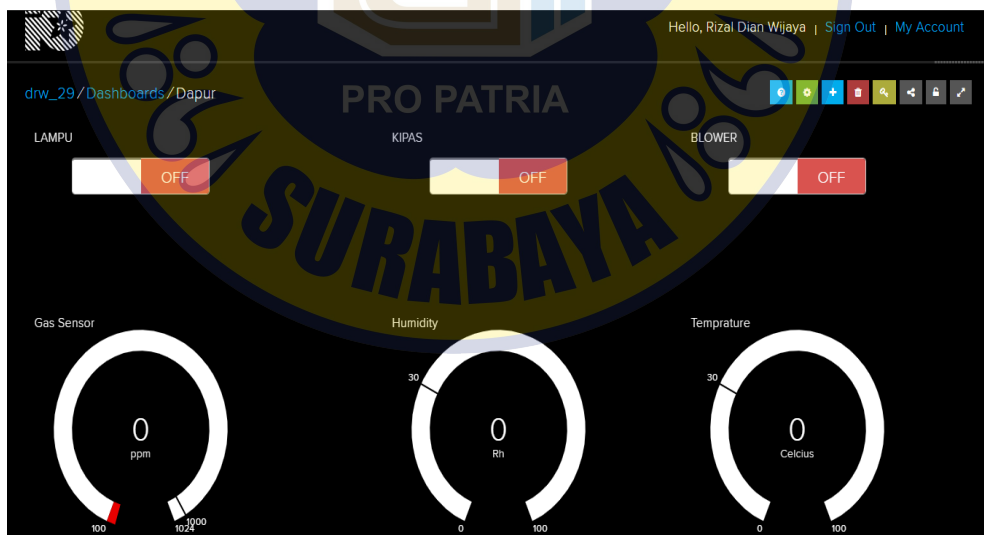 Hello, Rizal Dian Wijaya | Sign Out | My Account
drw_29/Dashboards/Dapur
PRO PATRIA
LAMPU KIPAS BLOWER
OFF OFF OFF
SURABAYA
Gas Sensor Humidity Temprature
30 30
0 0 0
ppm Rh Celcius
1000
100 1024 0 100 0 100